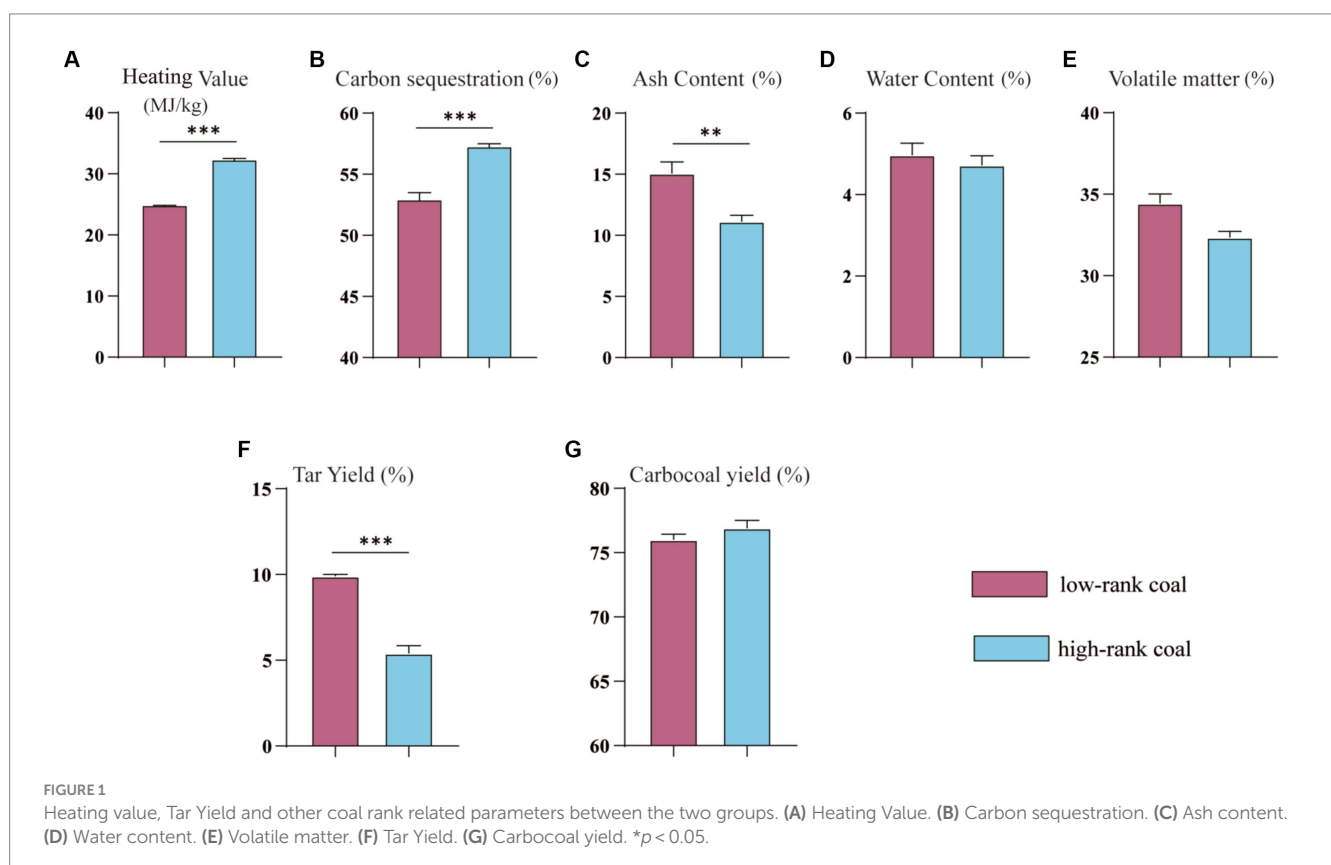 A
Heating Value
(MJ/kg)
40
30
20
10
0
***
B
Carbon sequestration (%)
60
55
50
45
40
***
C
Ash Content (%)
20
15
10
5
0
**
D
Water Content (%)
6
4
2
0
E
Volatile matter (%)
40
35
30
25
F
Tar Yield (%)
15
10
5
0
***
G
Carbocoal yield (%)
80
75
70
65
60
low-rank coal
high-rank coal
FIGURE 1
Heating value, Tar Yield and other coal rank related parameters between the two groups. (A) Heating Value. (B) Carbon sequestration. (C) Ash content.
(D) Water content. (E) Volatile matter. (F) Tar Yield. (G) Carbocoal yield. *p < 0.05.